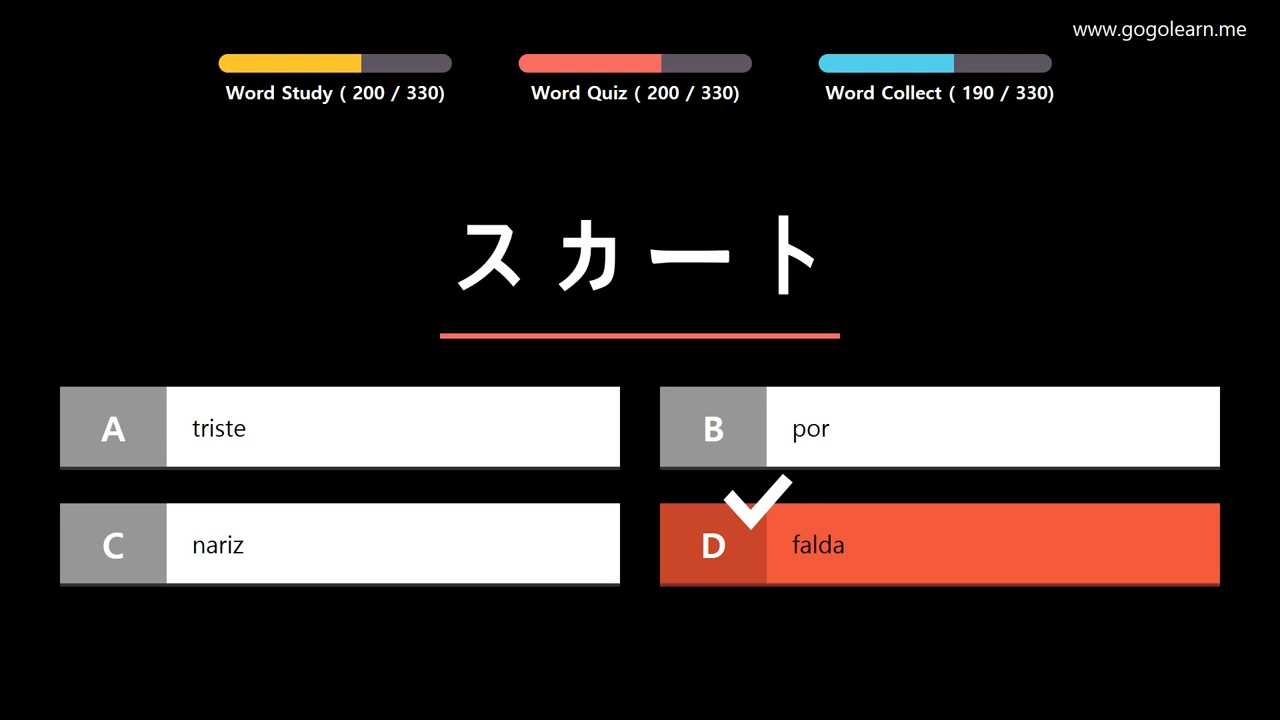 www.gogolearn.me
Word Study ( 200 / 330)
Word Quiz ( 200 / 330)
Word Collect ( 190 / 330)
スカート
A triste
B por
C nariz
D falda